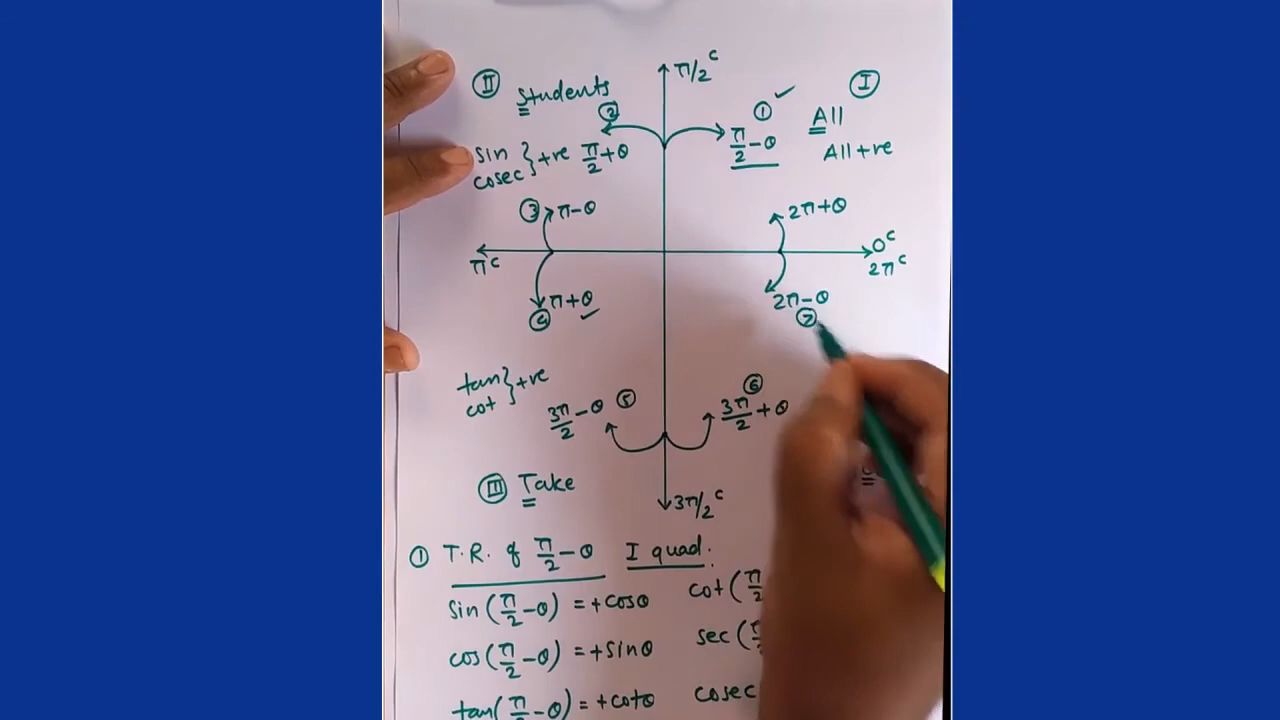 π/2ᶜ
Ⅱ Students
② π/2+θ
sin
cosec } +ve
① ✓
π/2-θ
Ⅰ
All
All +ve
③ π-θ
2π+θ
πᶜ
0ᶜ
2πᶜ
π+θ ✓
④
2π-θ
⑦
tan
cot } +ve
3π/2-θ ⑤
⑥
3π/2+θ
Ⅲ Take
3π/2ᶜ
① T.R. of π/2-θ I quad.
sin(π/2-θ) = +cosθ cot(π/2
cos(π/2-θ) = +sinθ sec(π/2
tan(π/2-θ) = +cotθ cosec